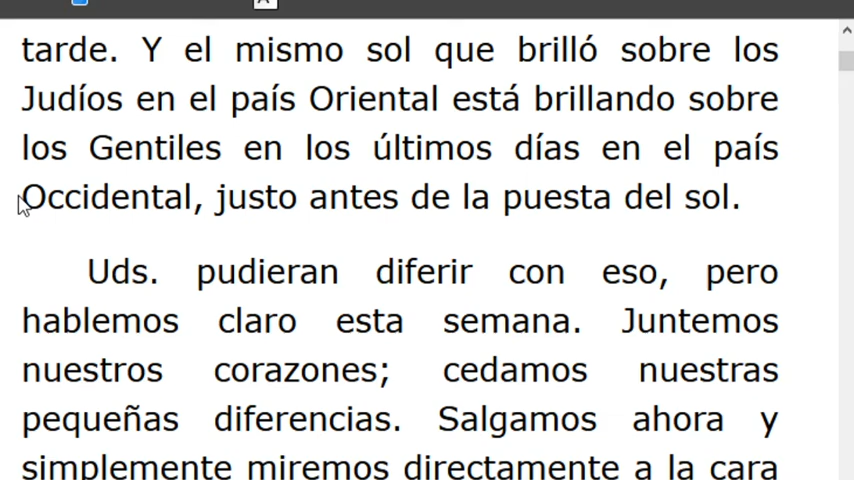 tarde. Y el mismo sol que brilló sobre los
Judíos en el país Oriental está brillando sobre
los Gentiles en los últimos días en el país
Occidental, justo antes de la puesta del sol.
Uds. pudieran diferir con eso, pero
hablemos claro esta semana. Juntemos
nuestros corazones; cedamos nuestras
pequeñas diferencias. Salgamos ahora y
simplemente miremos directamente a la cara